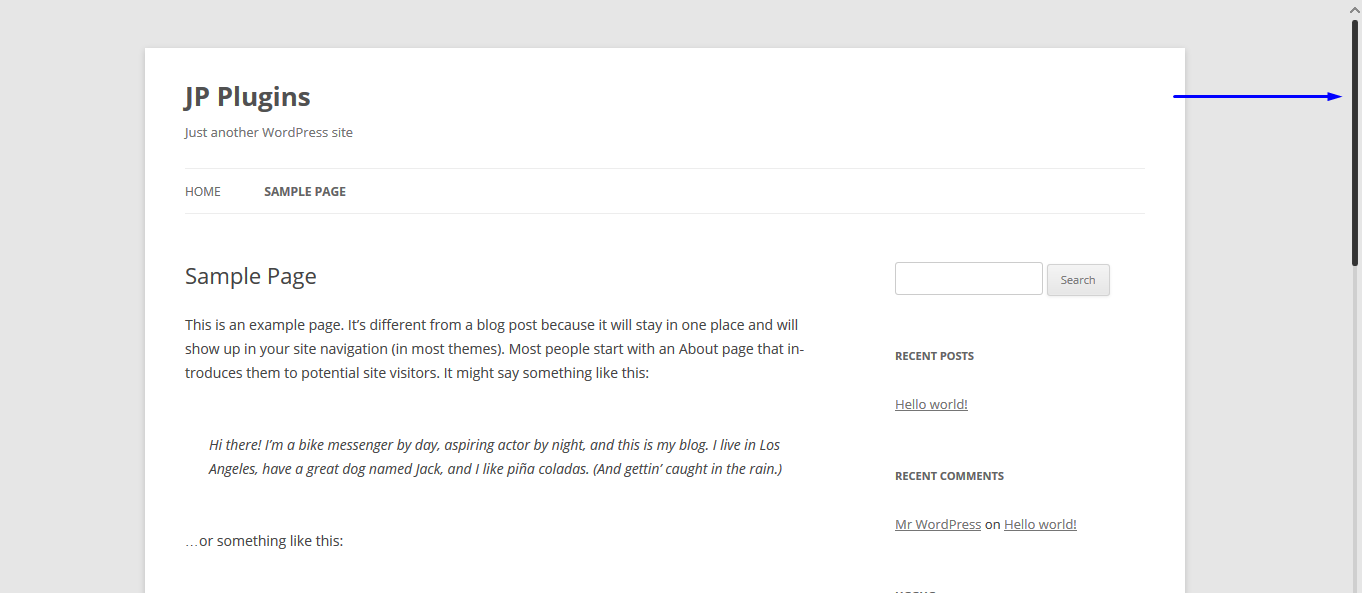 JP Plugins
Just another WordPress site
HOME SAMPLE PAGE
Sample Page
This is an example page. It’s different from a blog post because it will stay in one place and will
show up in your site navigation (in most themes). Most people start with an About page that in-
troduces them to potential site visitors. It might say something like this:
Hi there! I’m a bike messenger by day, aspiring actor by night, and this is my blog. I live in Los
Angeles, have a great dog named Jack, and I like piña coladas. (And gettin’ caught in the rain.)
…or something like this:
Search
RECENT POSTS
Hello world!
RECENT COMMENTS
Mr WordPress on Hello world!